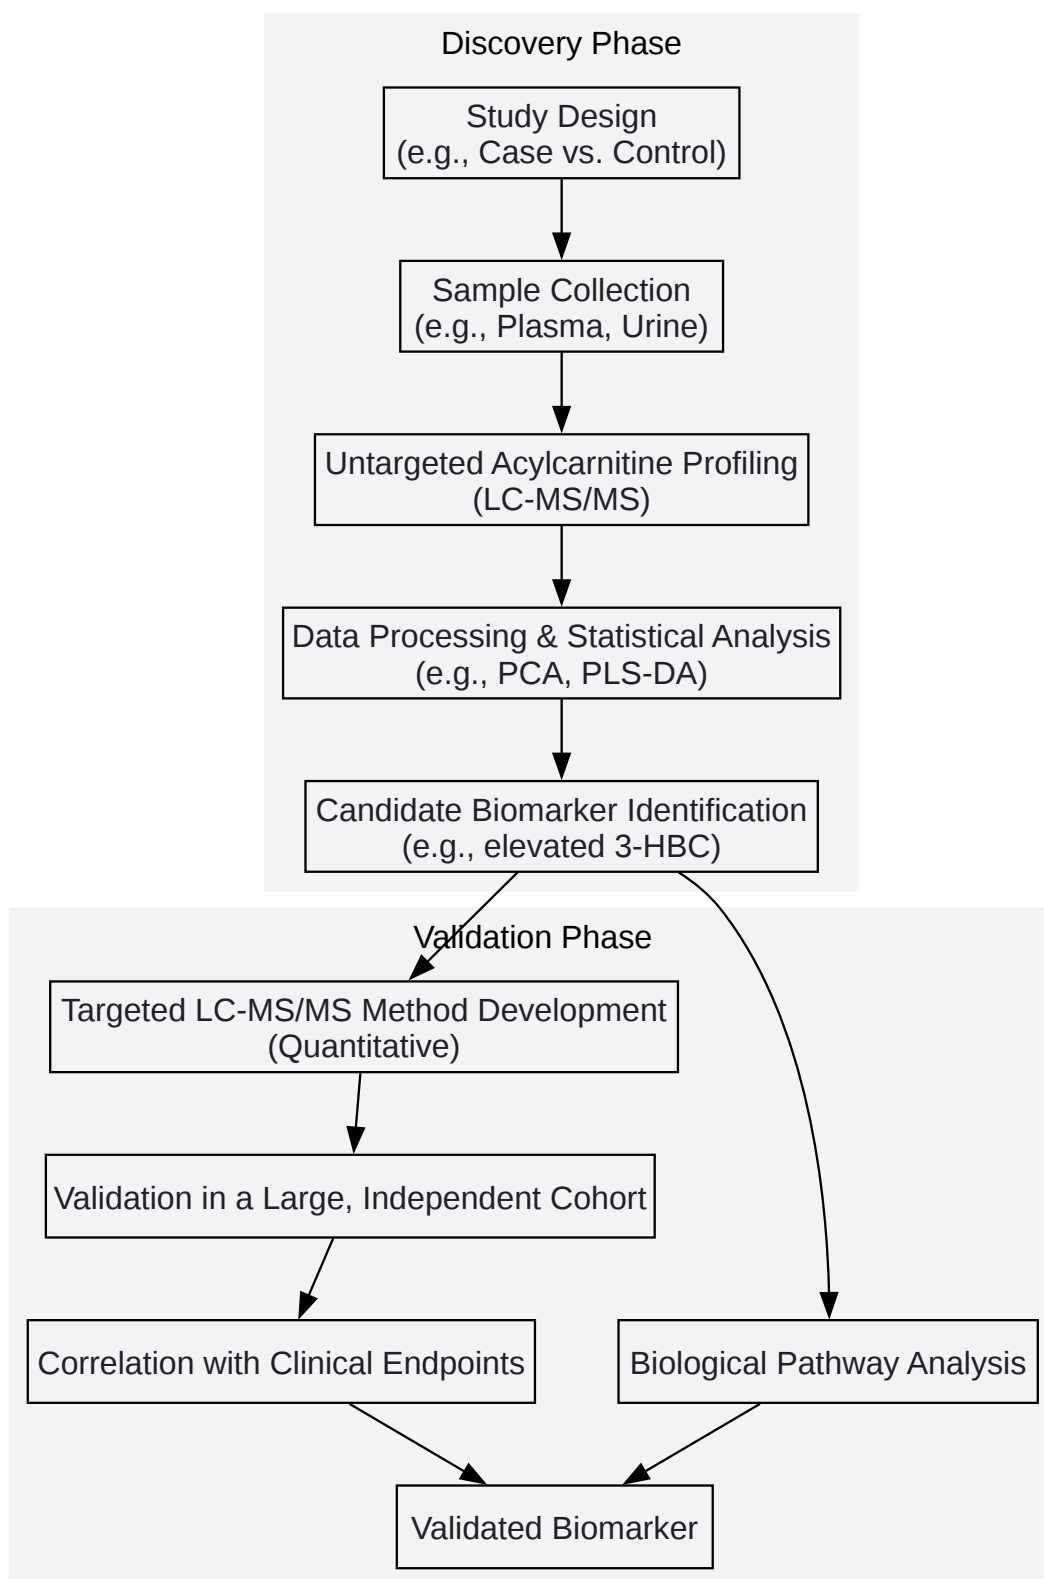 Discovery Phase
Study Design
(e.g., Case vs. Control)
Sample Collection
(e.g., Plasma, Urine)
Untargeted Acylcarnitine Profiling
(LC-MS/MS)
Data Processing & Statistical Analysis
(e.g., PCA, PLS-DA)
Candidate Biomarker Identification
(e.g., elevated 3-HBC)
Validation Phase
Targeted LC-MS/MS Method Development
(Quantitative)
Validation in a Large, Independent Cohort
Correlation with Clinical Endpoints
Biological Pathway Analysis
Validated Biomarker